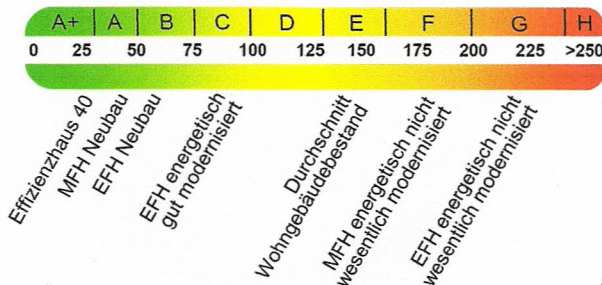 A+ A B C D E F G H
0 25 50 75 100 125 150 175 200 225 >250
Effizienzhaus 40
MFH Neubau
EFH Neubau
EFH energetisch
gut modernisiert
Durchschnitt
Wohngebäudebestand
MFH energetisch nicht
wesentlich modernisiert
EFH energetisch nicht
wesentlich modernisiert